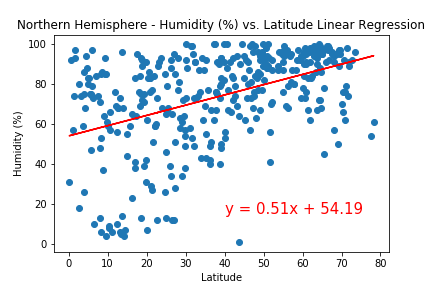 Northern Hemisphere - Humidity (%) vs. Latitude Linear Regression
100
80
60
40
20
0
Humidity (%)
y = 0.51x + 54.19
0 10 20 30 40 50 60 70 80
Latitude